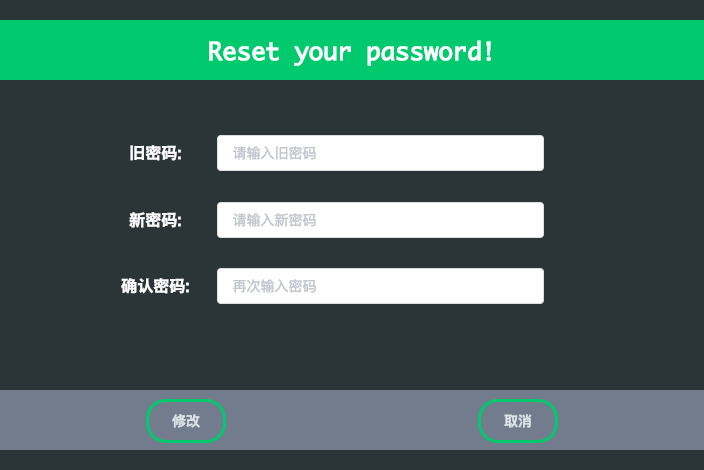 Reset your password!
旧密码: 请输入旧密码
新密码: 请输入新密码
确认密码: 再次输入密码
修改 取消